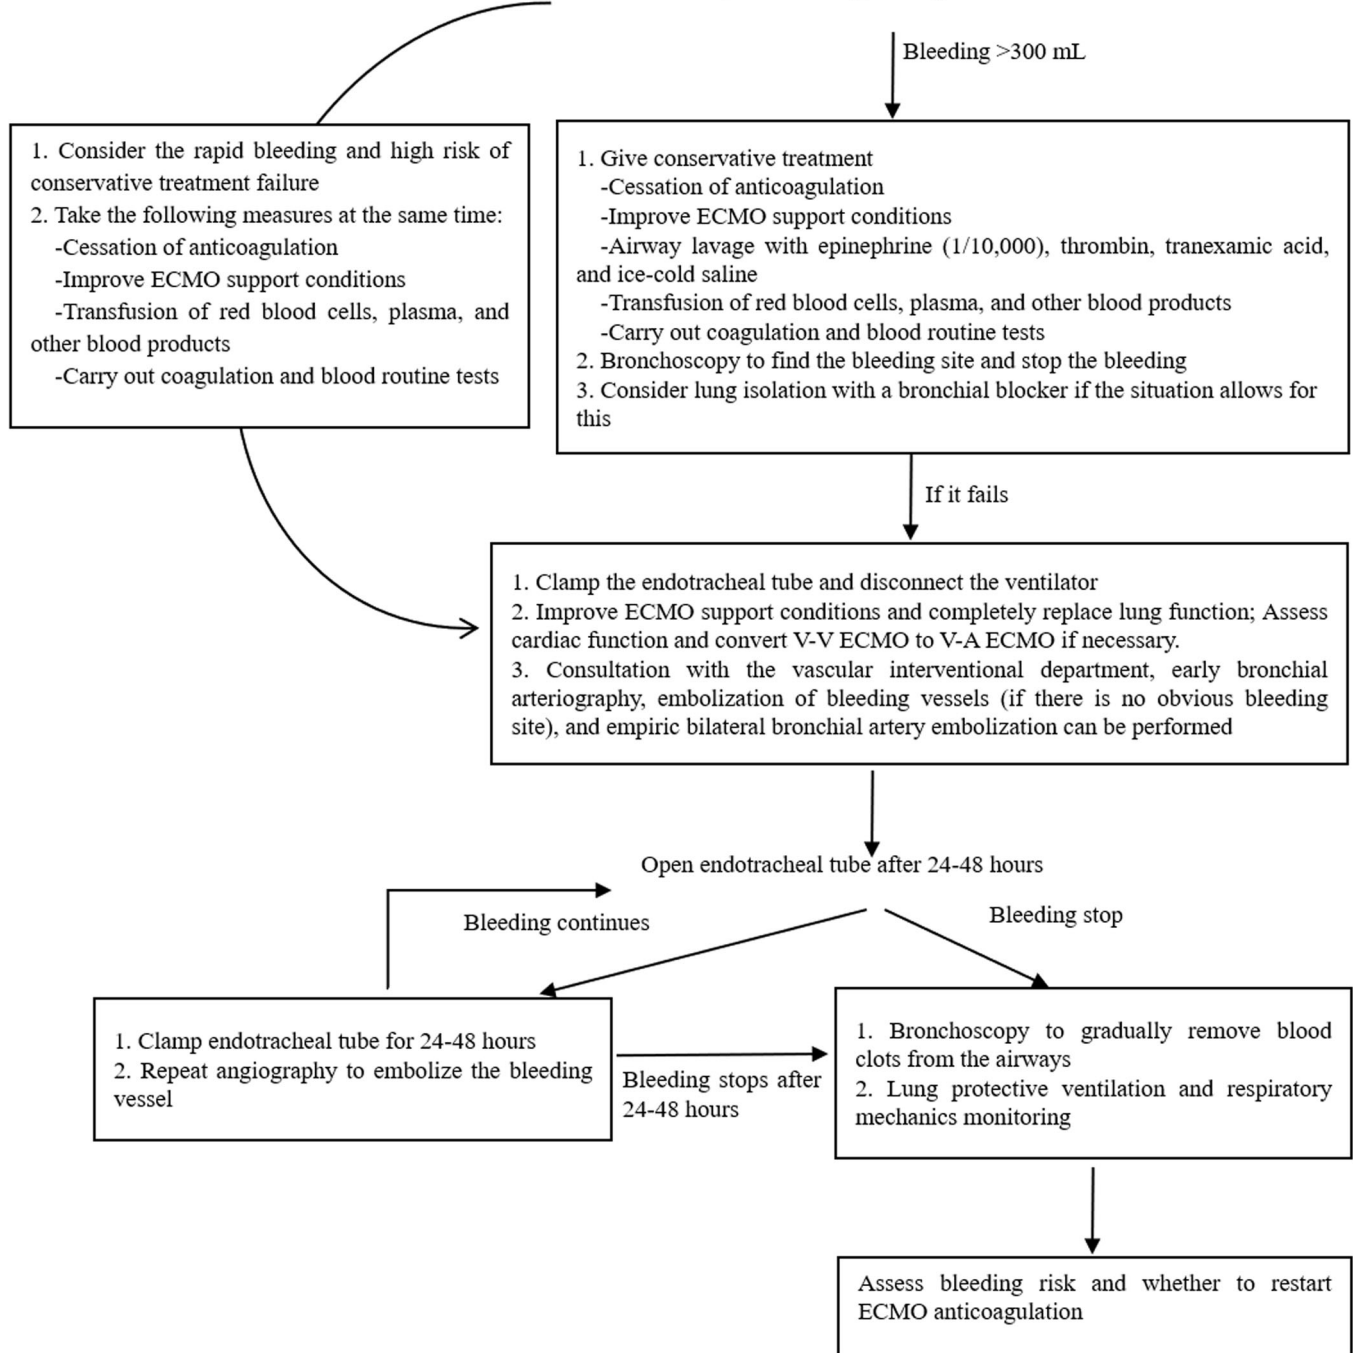 Bleeding >300 mL
1. Consider the rapid bleeding and high risk of
conservative treatment failure
2. Take the following measures at the same time:
-Cessation of anticoagulation
-Improve ECMO support conditions
-Transfusion of red blood cells, plasma, and
other blood products
-Carry out coagulation and blood routine tests
1. Give conservative treatment
-Cessation of anticoagulation
-Improve ECMO support conditions
-Airway lavage with epinephrine (1/10,000), thrombin, tranexamic acid,
and ice-cold saline
-Transfusion of red blood cells, plasma, and other blood products
-Carry out coagulation and blood routine tests
2. Bronchoscopy to find the bleeding site and stop the bleeding
3. Consider lung isolation with a bronchial blocker if the situation allows for
this
If it fails
1. Clamp the endotracheal tube and disconnect the ventilator
2. Improve ECMO support conditions and completely replace lung function; Assess
cardiac function and convert V-V ECMO to V-A ECMO if necessary.
3. Consultation with the vascular interventional department, early bronchial
arteriography, embolization of bleeding vessels (if there is no obvious bleeding
site), and empiric bilateral bronchial artery embolization can be performed
Open endotracheal tube after 24-48 hours
Bleeding continues
Bleeding stop
1. Clamp endotracheal tube for 24-48 hours
2. Repeat angiography to embolize the bleeding
vessel
Bleeding stops after
24-48 hours
1. Bronchoscopy to gradually remove blood
clots from the airways
2. Lung protective ventilation and respiratory
mechanics monitoring
Assess bleeding risk and whether to restart
ECMO anticoagulation